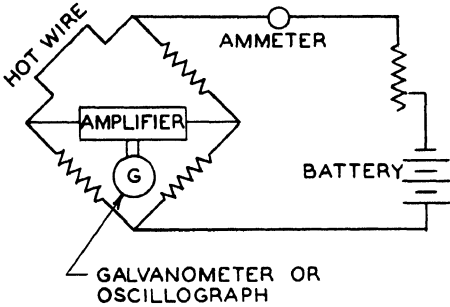 HOT WIRE
AMMETER
AMPLIFIER
G
BATTERY
GALVANOMETER OR
OSCILLOGRAPH